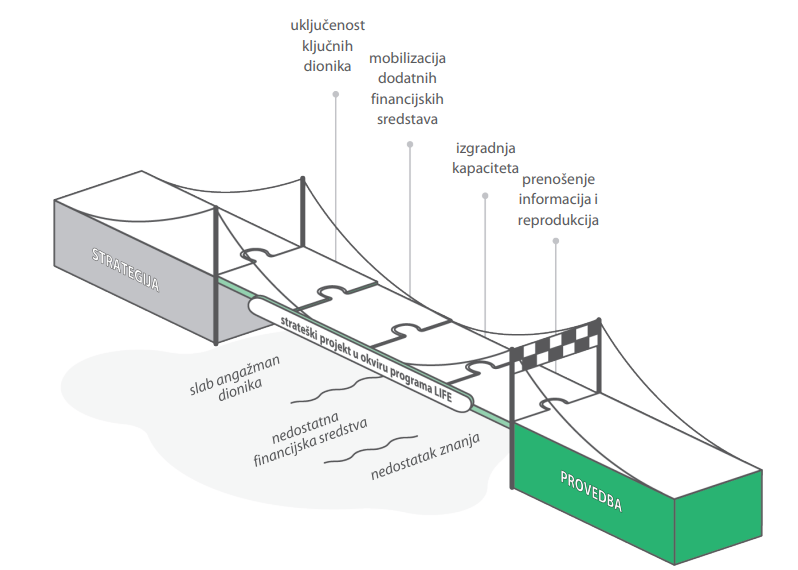 uključenost
ključnih
dionika
mobilizacija
dodatnih
financijskih
sredstava
izgradnja
kapaciteta
prenošenje
informacija i
reprodukcija
STRATEGIJA
strateški projekt u okviru programa LIFE
slab angažman
dionika
nedostatna
financijska sredstva
nedostatak znanja
PROVEDBA